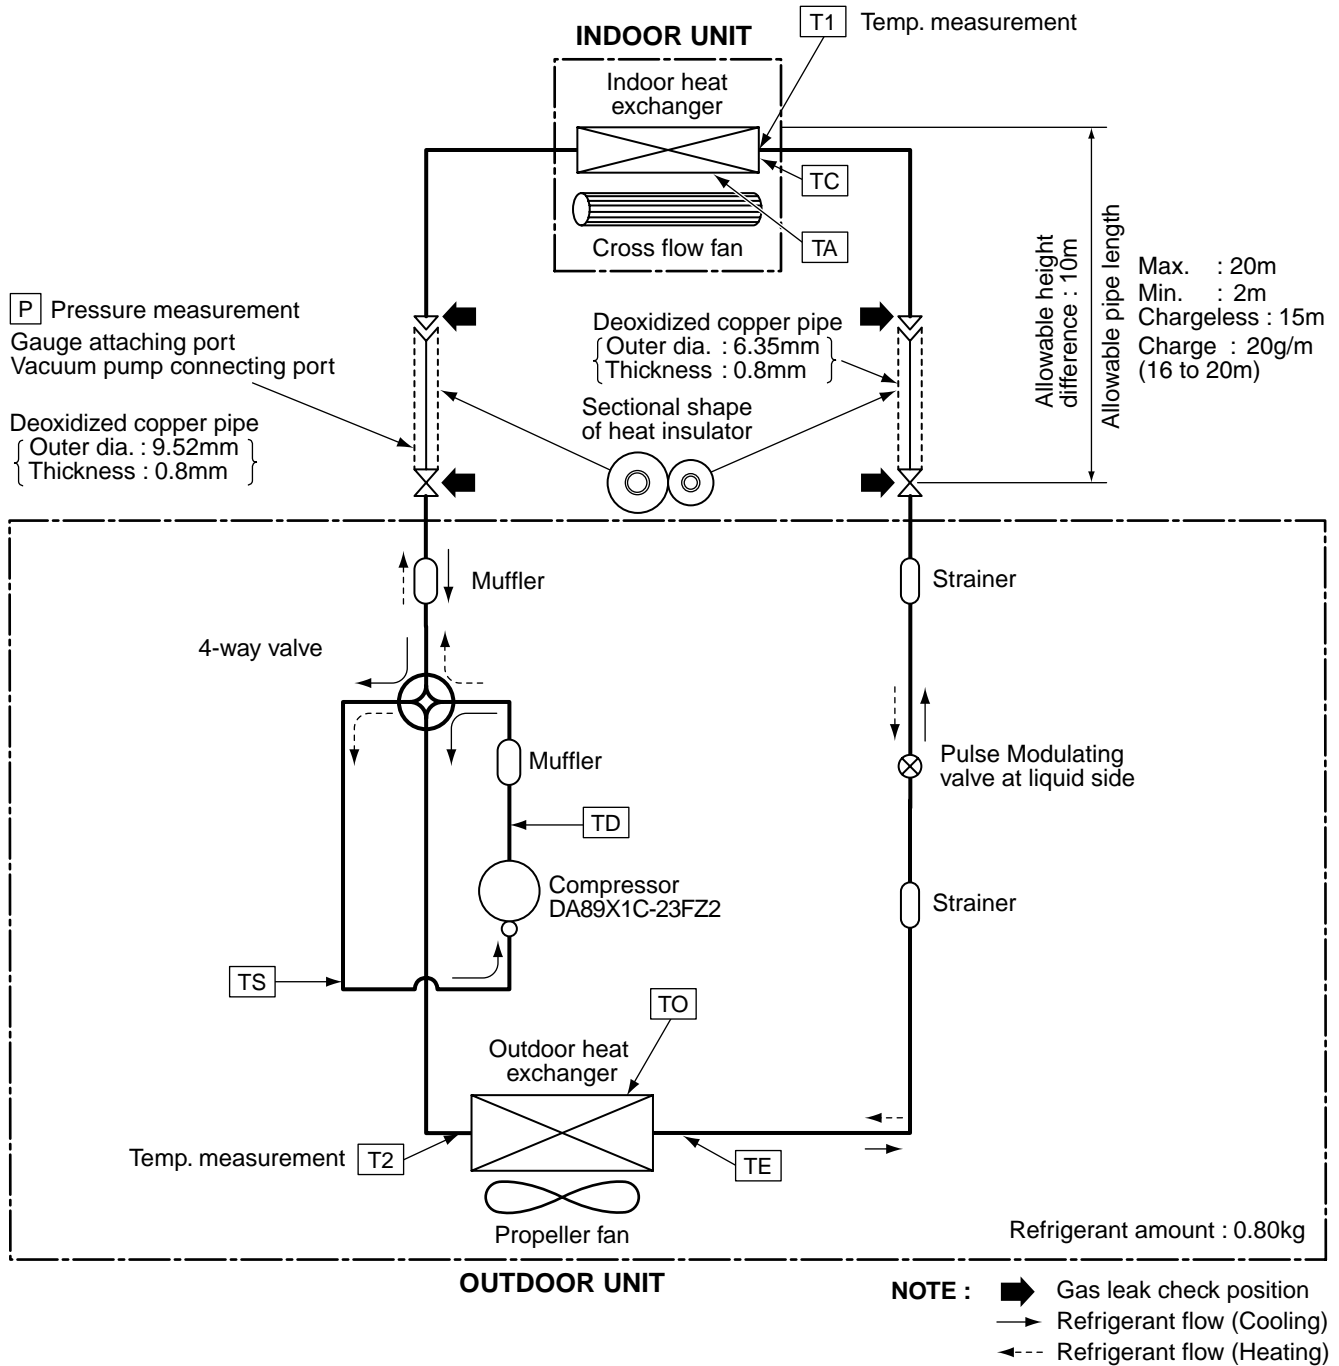 T1
Temp. measurement
INDOOR UNIT
Indoor heat
exchanger
TC
TA
Cross flow fan
Allowable height
difference : 10m
Allowable pipe length
Max. : 20m
Min. : 2m
Chargeless : 15m
Charge : 20g/m
(16 to 20m)
P Pressure measurement
Gauge attaching port
Vacuum pump connecting port
Deoxidized copper pipe
Outer dia. : 9.52mm
Thickness : 0.8mm
Deoxidized copper pipe
Outer dia. : 6.35mm
Thickness : 0.8mm
Sectional shape
of heat insulator
Muffler
Strainer
4-way valve
Muffler
Pulse Modulating
valve at liquid side
TD
Compressor
DA89X1C-23FZ2
Strainer
TS
TO
Outdoor heat
exchanger
Temp. measurement
T2
TE
Propeller fan
Refrigerant amount : 0.80kg
OUTDOOR UNIT
NOTE :
Gas leak check position
Refrigerant flow (Cooling)
Refrigerant flow (Heating)